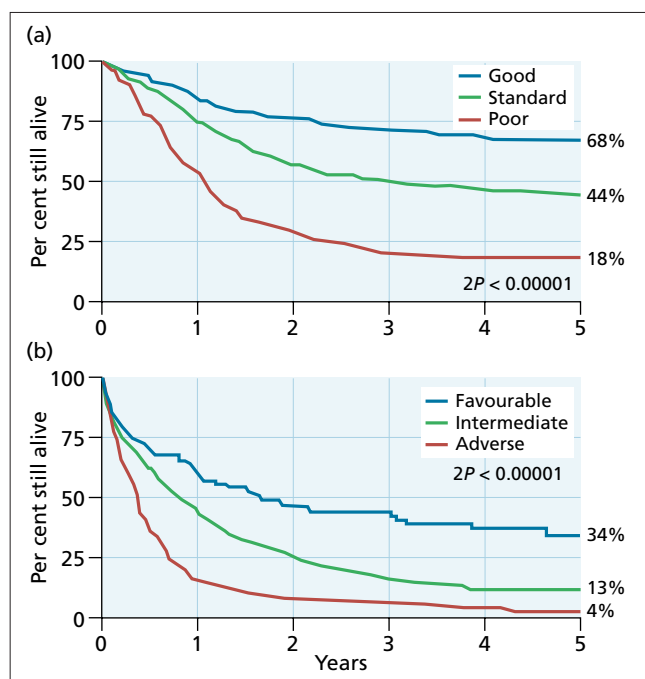 (a)
Per cent still alive
100
75
50
25
0
Good
Standard
Poor
68%
44%
18%
2P < 0.00001
0 1 2 3 4 5
(b)
Per cent still alive
100
75
50
25
0
Favourable
Intermediate
Adverse
2P < 0.00001
34%
13%
4%
0 1 2 3 4 5
Years